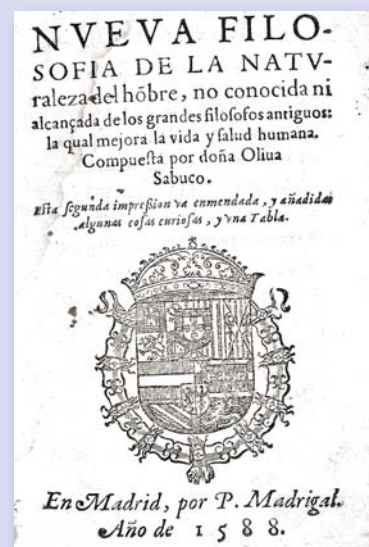 NVEVA FILO-
SOFIA DE LA NATV-
raleza del hõbre, no conocida ni
alcançada de los grandes filosofos antiguos:
la qual mejora la vida y salud humana.
Compuesta por doña Oliua
Sabuco.
Esta segunda impreßion va enmendada, y añadidas
algunas cosas curiosas, y vna Tabla.
En Madrid, por P. Madrigal.
Año de 1588.